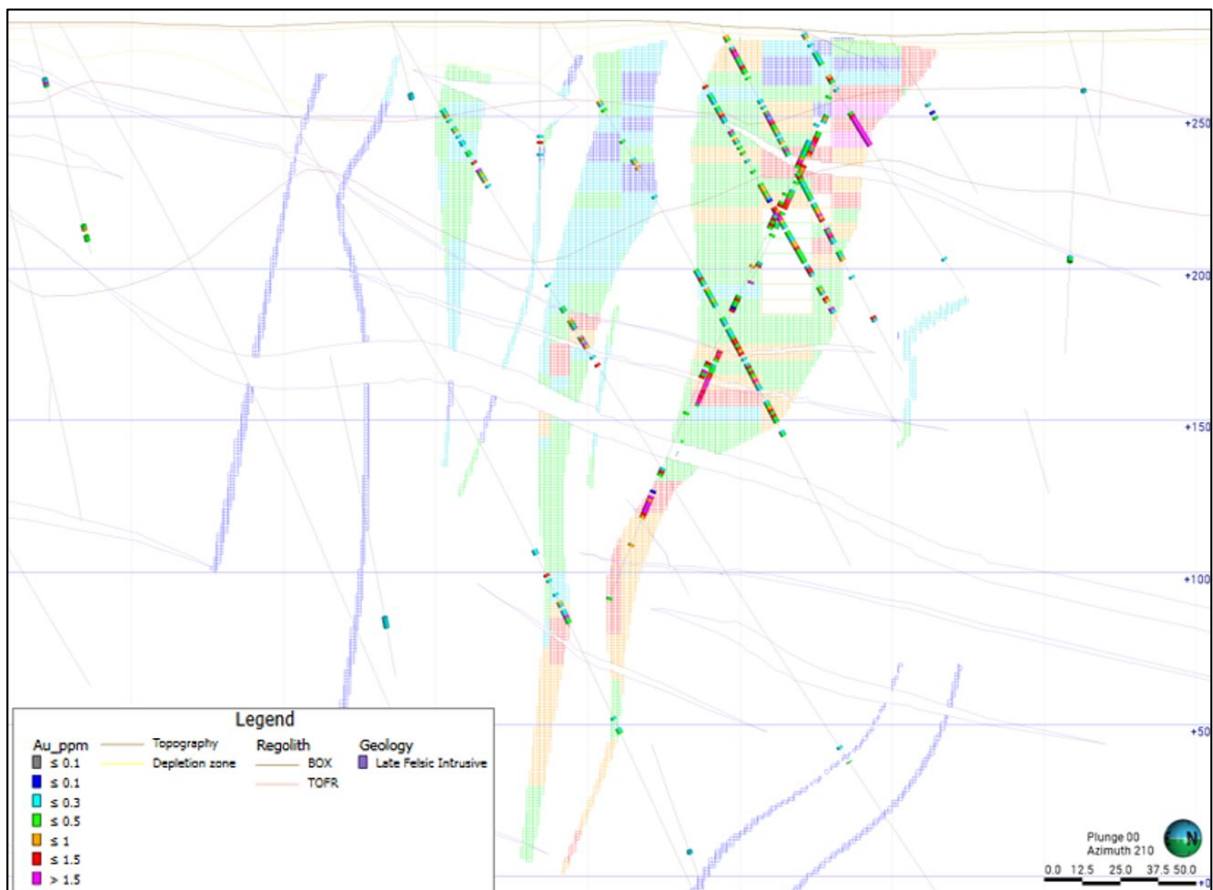 +250
+200
+150
+100
+50
+0
Legend
Au_ppm
≤ 0.1
≤ 0.1
≤ 0.3
≤ 0.5
≤ 1
≤ 1.5
> 1.5
Topography
Depletion zone
Regolith
BOX
TOFR
Geology
Late Felsic Intrusive
Plunge 00
Azimuth 210
N
0.0 12.5 25.0 37.5 50.0